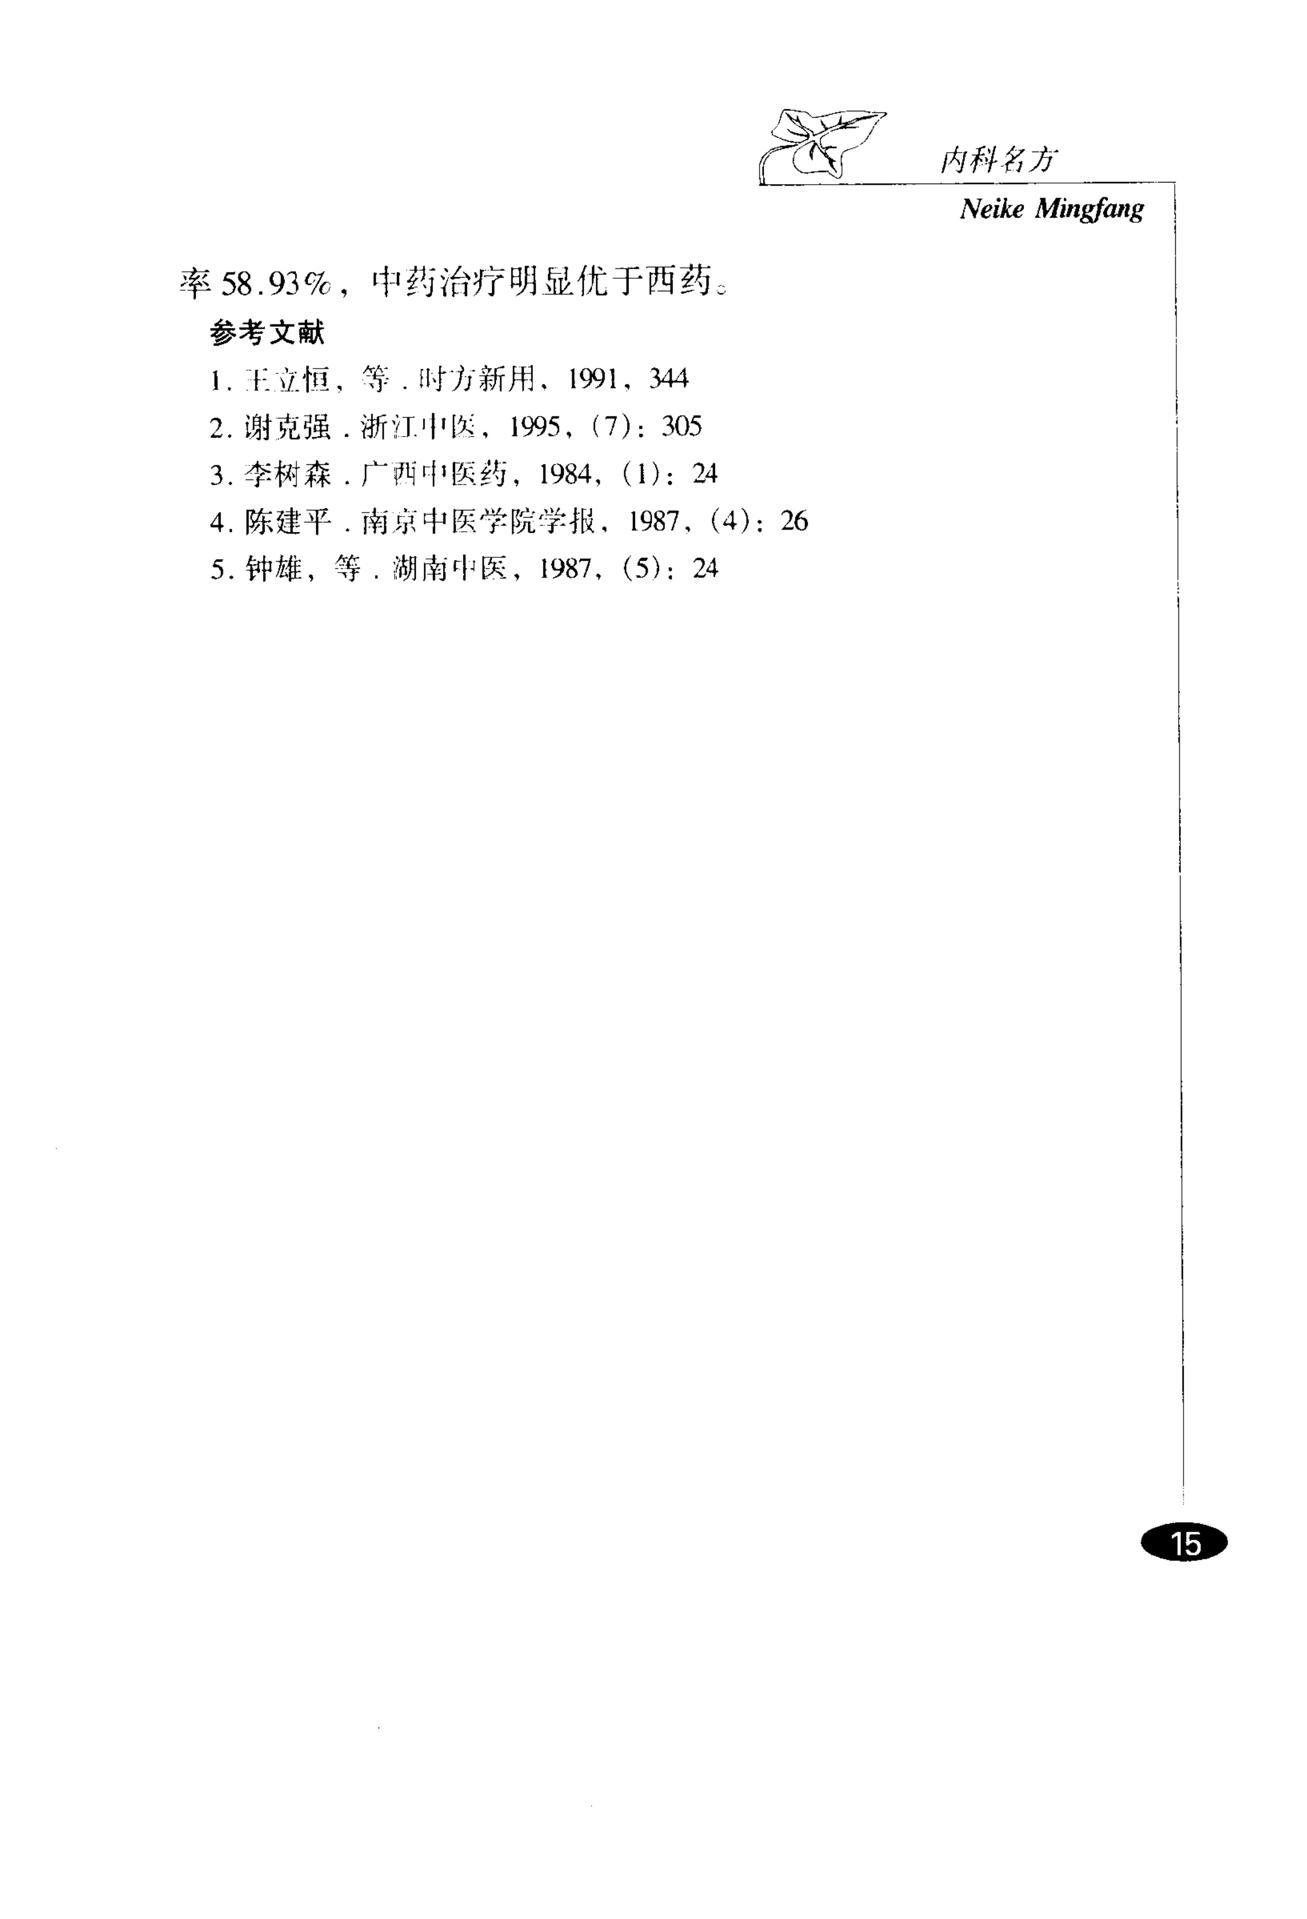 内科名方
Neike Mingfang
率58.93%，中药治疗明显优于西药。
参考文献
1. 王立恒，等．时方新用，1991，344
2. 谢克强．浙江中医，1995，（7）：305
3. 李树森．广西中医药，1984，（1）：24
4. 陈建平．南京中医学院学报，1987，（4）：26
5. 钟雄，等．湖南中医，1987，（5）：24
15